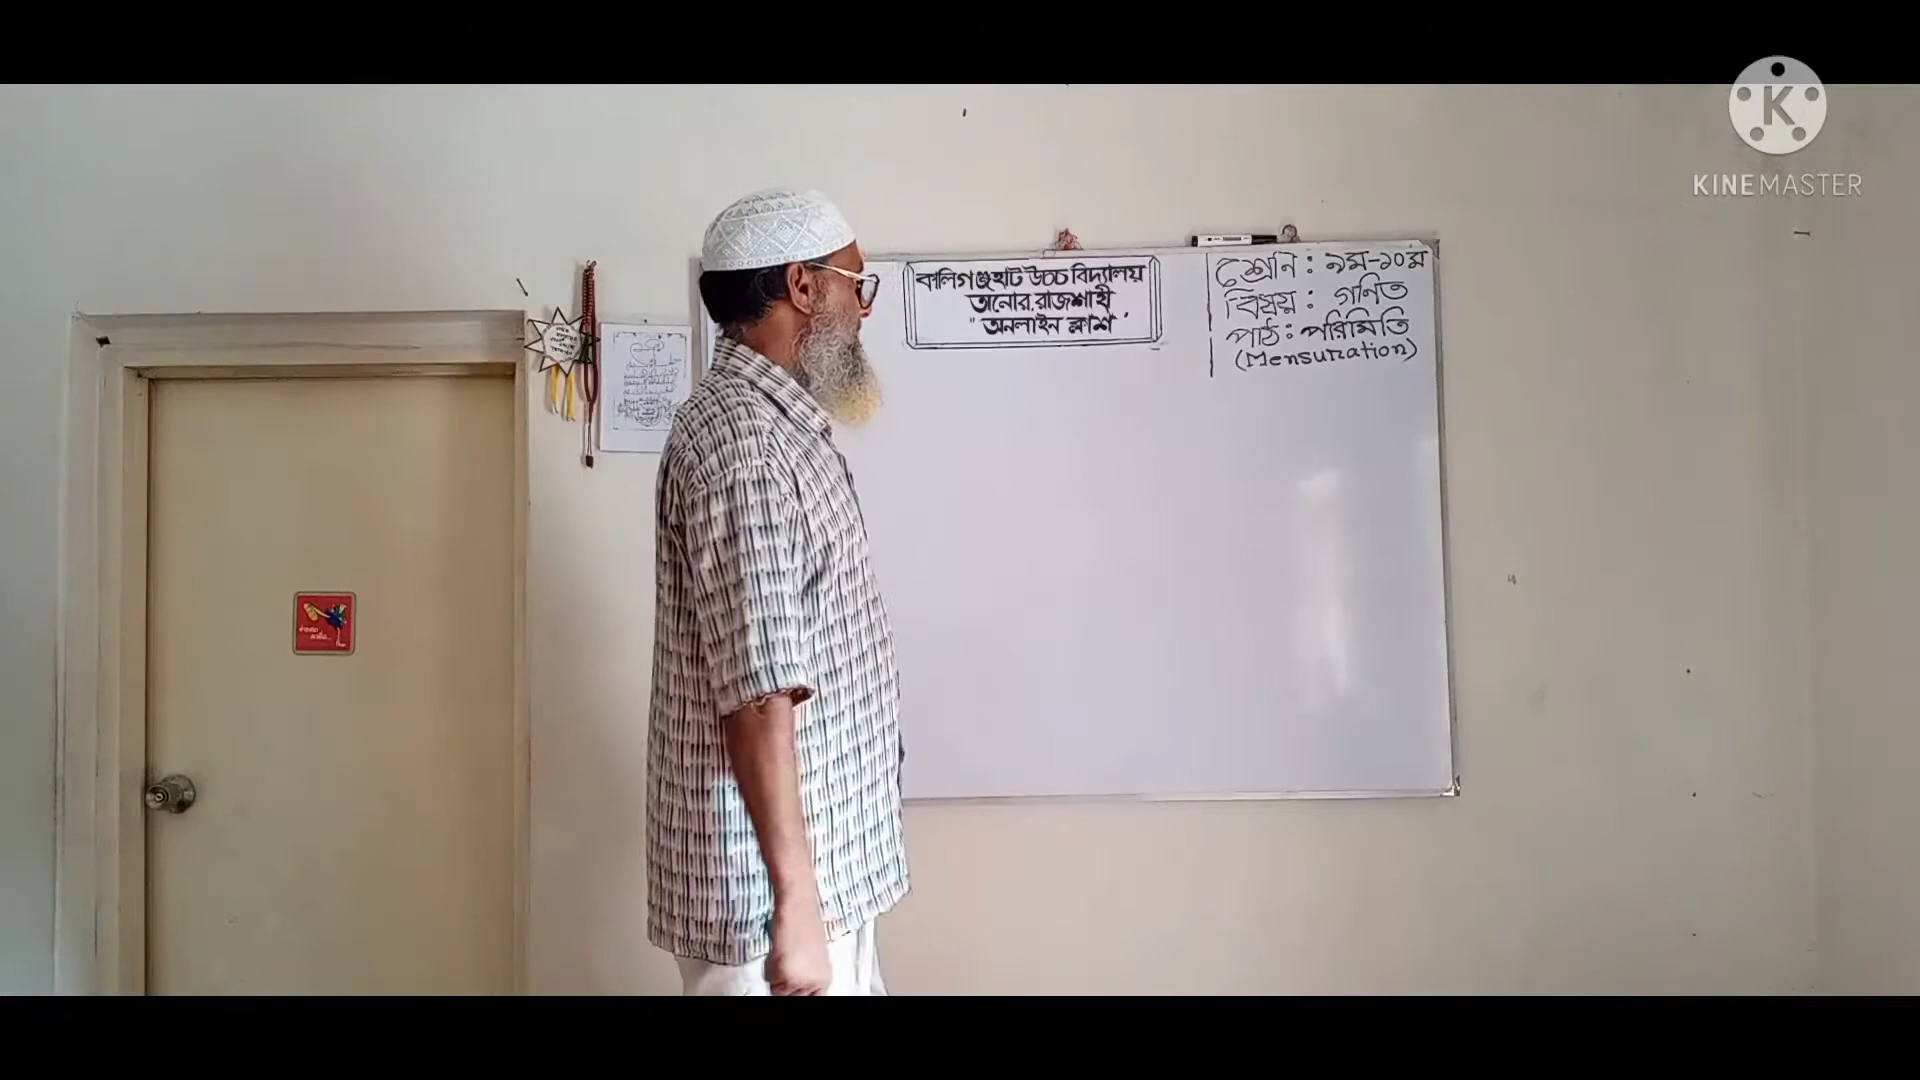 KINEMASTER
কালিগঞ্জহাট উচ্চ বিদ্যালয়
তানোর, রাজশাহী
"অনলাইন ক্লাশ"
শ্রেণি : ৯ম-১০ম
বিষয় : গণিত
পাঠ : পরিমিতি
(Mensuration)